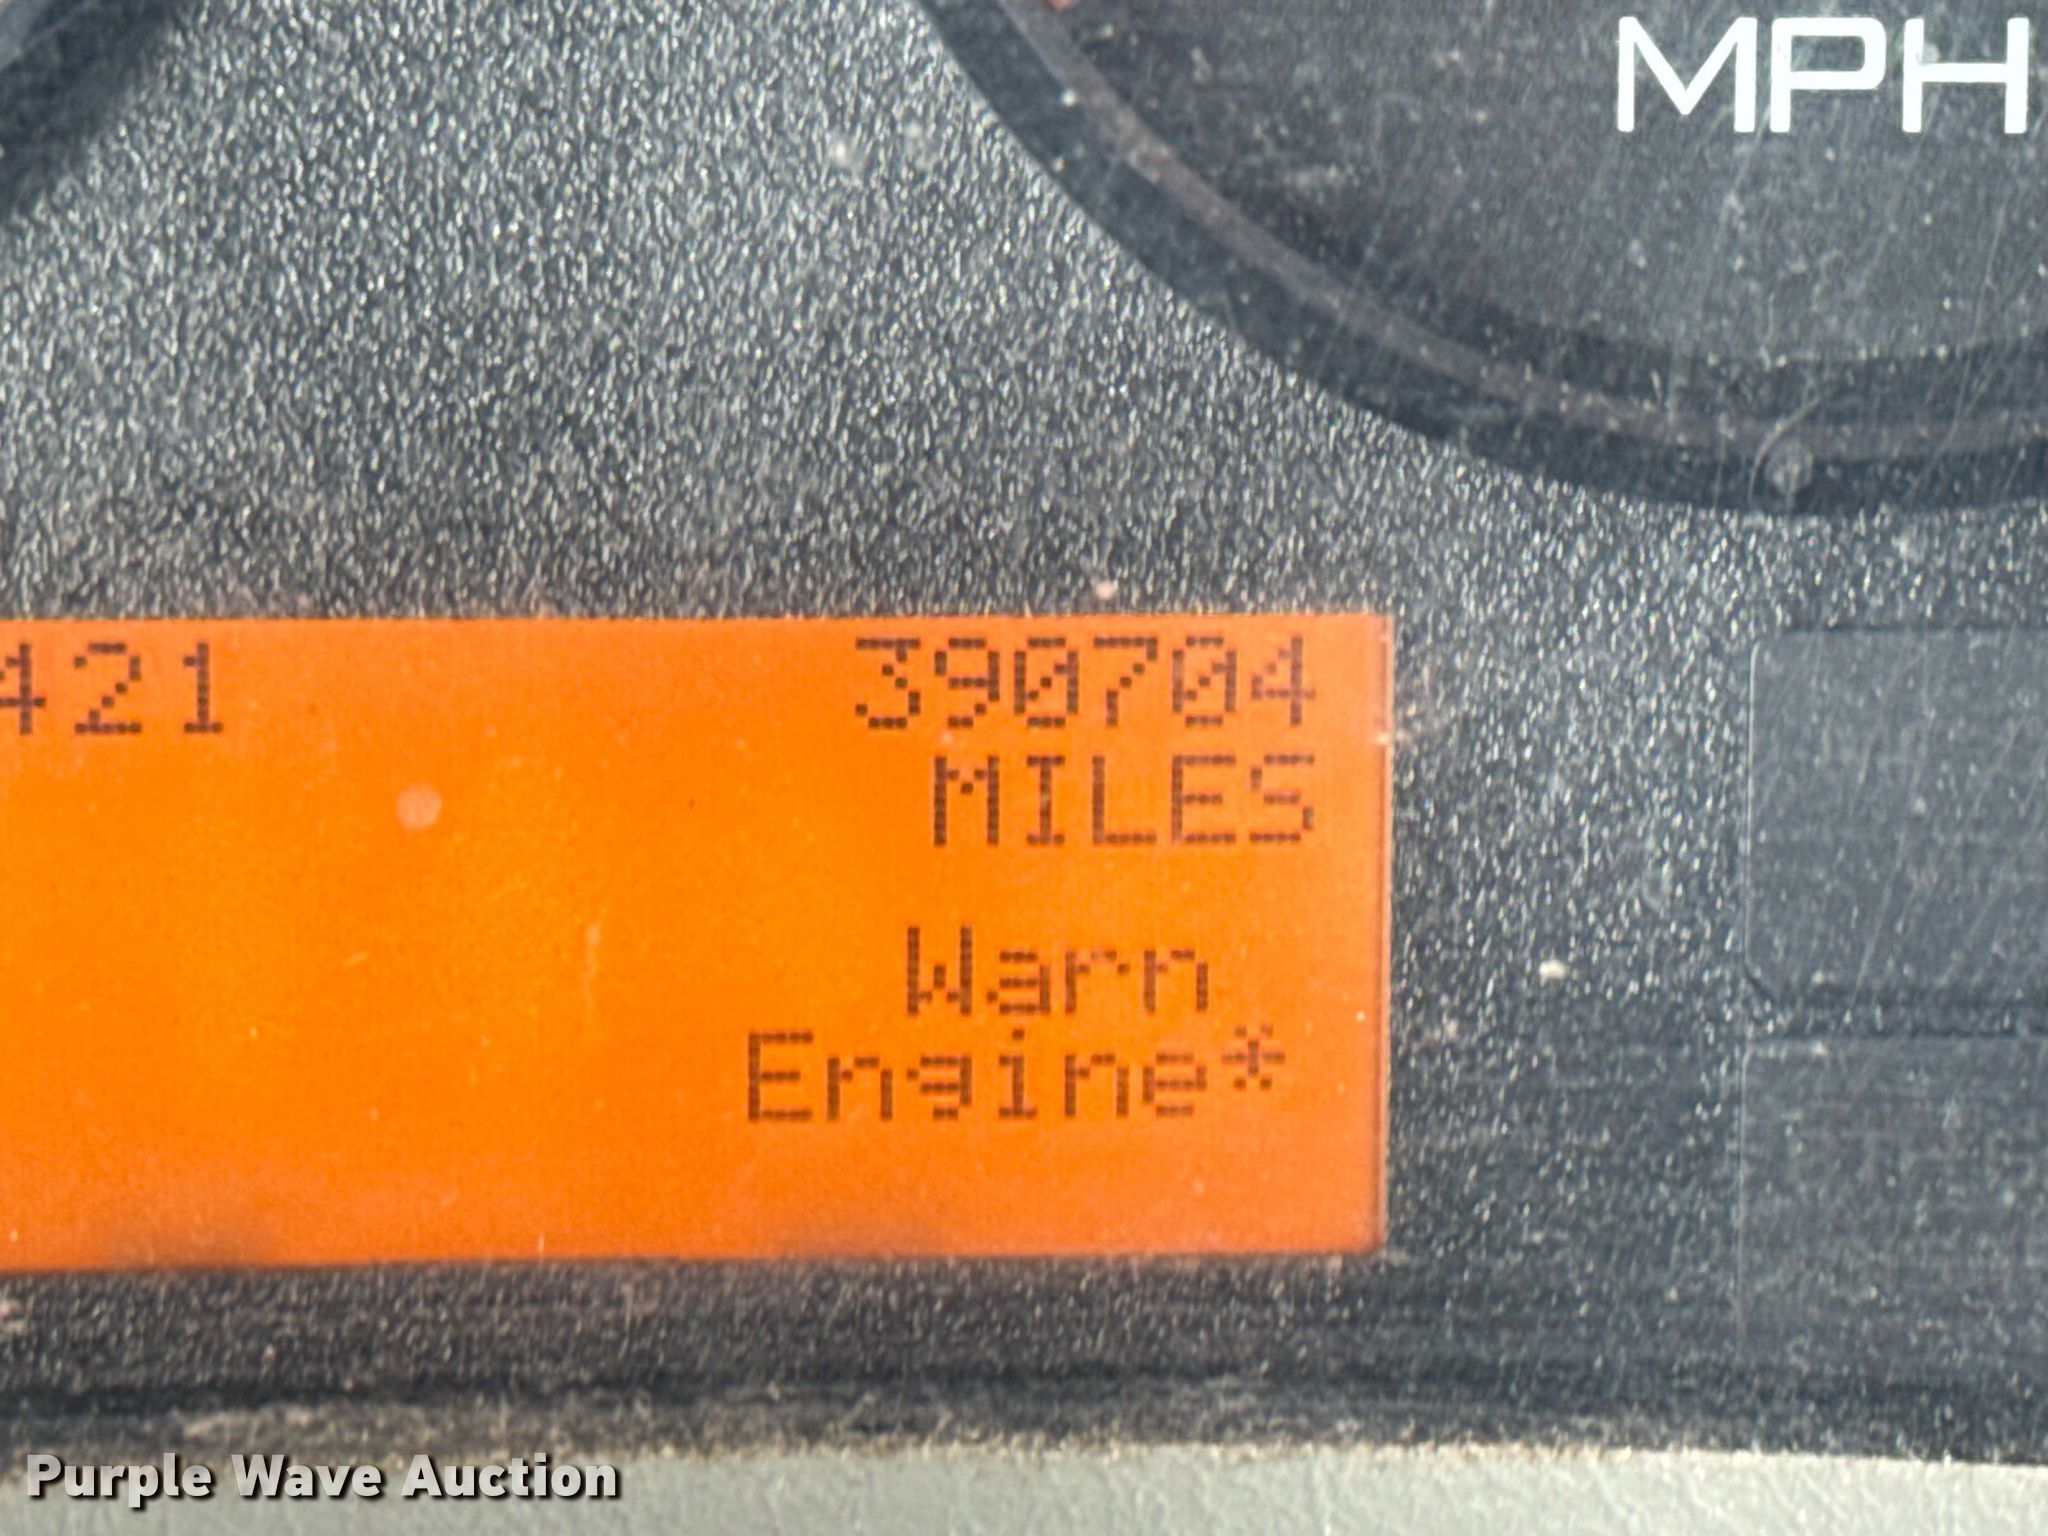 MPH
421 390704
MILES
Warn
Engine*
Purple Wave Auction